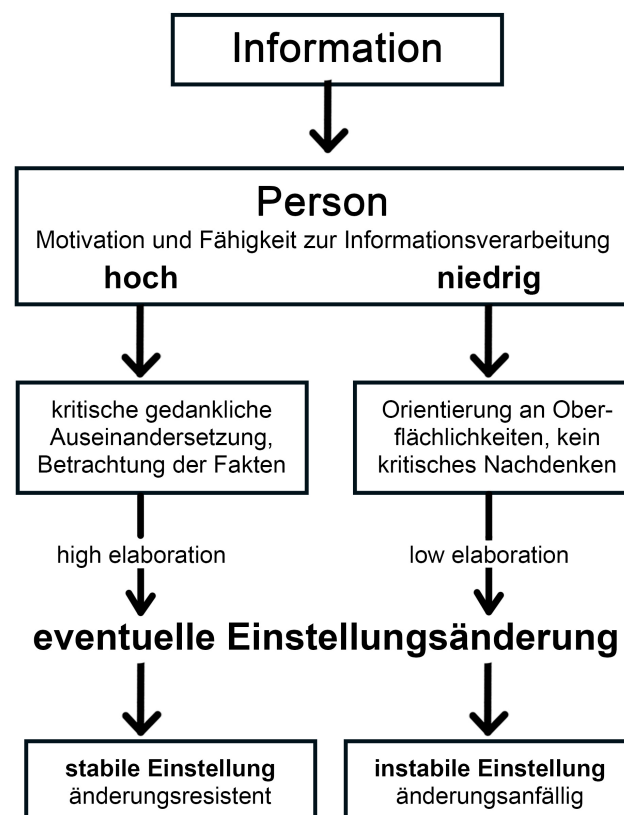 Information
Person
Motivation und Fähigkeit zur Informationsverarbeitung
hoch
niedrig
kritische gedankliche
Auseinandersetzung,
Betrachtung der Fakten
Orientierung an Ober-
flächlichkeiten, kein
kritisches Nachdenken
high elaboration
low elaboration
eventuelle Einstellungsänderung
stabile Einstellung
änderungsresistent
instabile Einstellung
änderungsanfällig